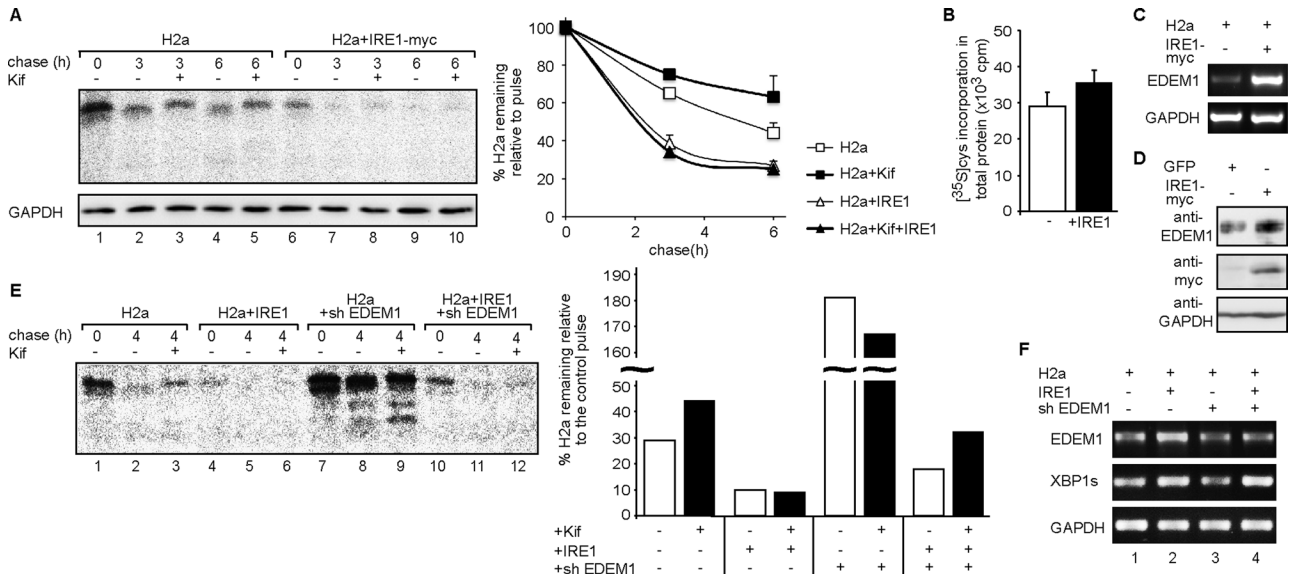 A
H2a H2a+IRE1-myc
chase (h) 0 3 3 6 6 0 3 3 6 6
Kif - - + - + - - + - +
GAPDH
1 2 3 4 5 6 7 8 9 10
% H2a remaining
relative to pulse
100
80
60
40
20
0
0 2 4 6
chase(h)
H2a
H2a+Kif
H2a+IRE1
H2a+Kif+IRE1
B
[35S]cys incorporation in
total protein (x10³ cpm)
50
40
30
20
10
0
- +IRE1
C
H2a + +
IRE1-
myc - +
EDEM1
GAPDH
D
GFP + -
IRE1-
myc - +
anti-
EDEM1
anti-
myc
anti-
GAPDH
E
H2a H2a+IRE1 H2a
+sh EDEM1 H2a+IRE1
+sh EDEM1
chase (h) 0 4 4 0 4 4 0 4 4 0 4 4
Kif - - + - - + - - + - - +
1 2 3 4 5 6 7 8 9 10 11 12
% H2a remaining relative
to the control pulse
190
180
170
160
50
40
30
20
10
0
+Kif - + - + - + - +
+IRE1 - - + + - - + +
+sh EDEM1 - - - - + + + +
F
H2a + + + +
IRE1 - + - +
sh EDEM1 - - + +
EDEM1
XBP1s
GAPDH
1 2 3 4